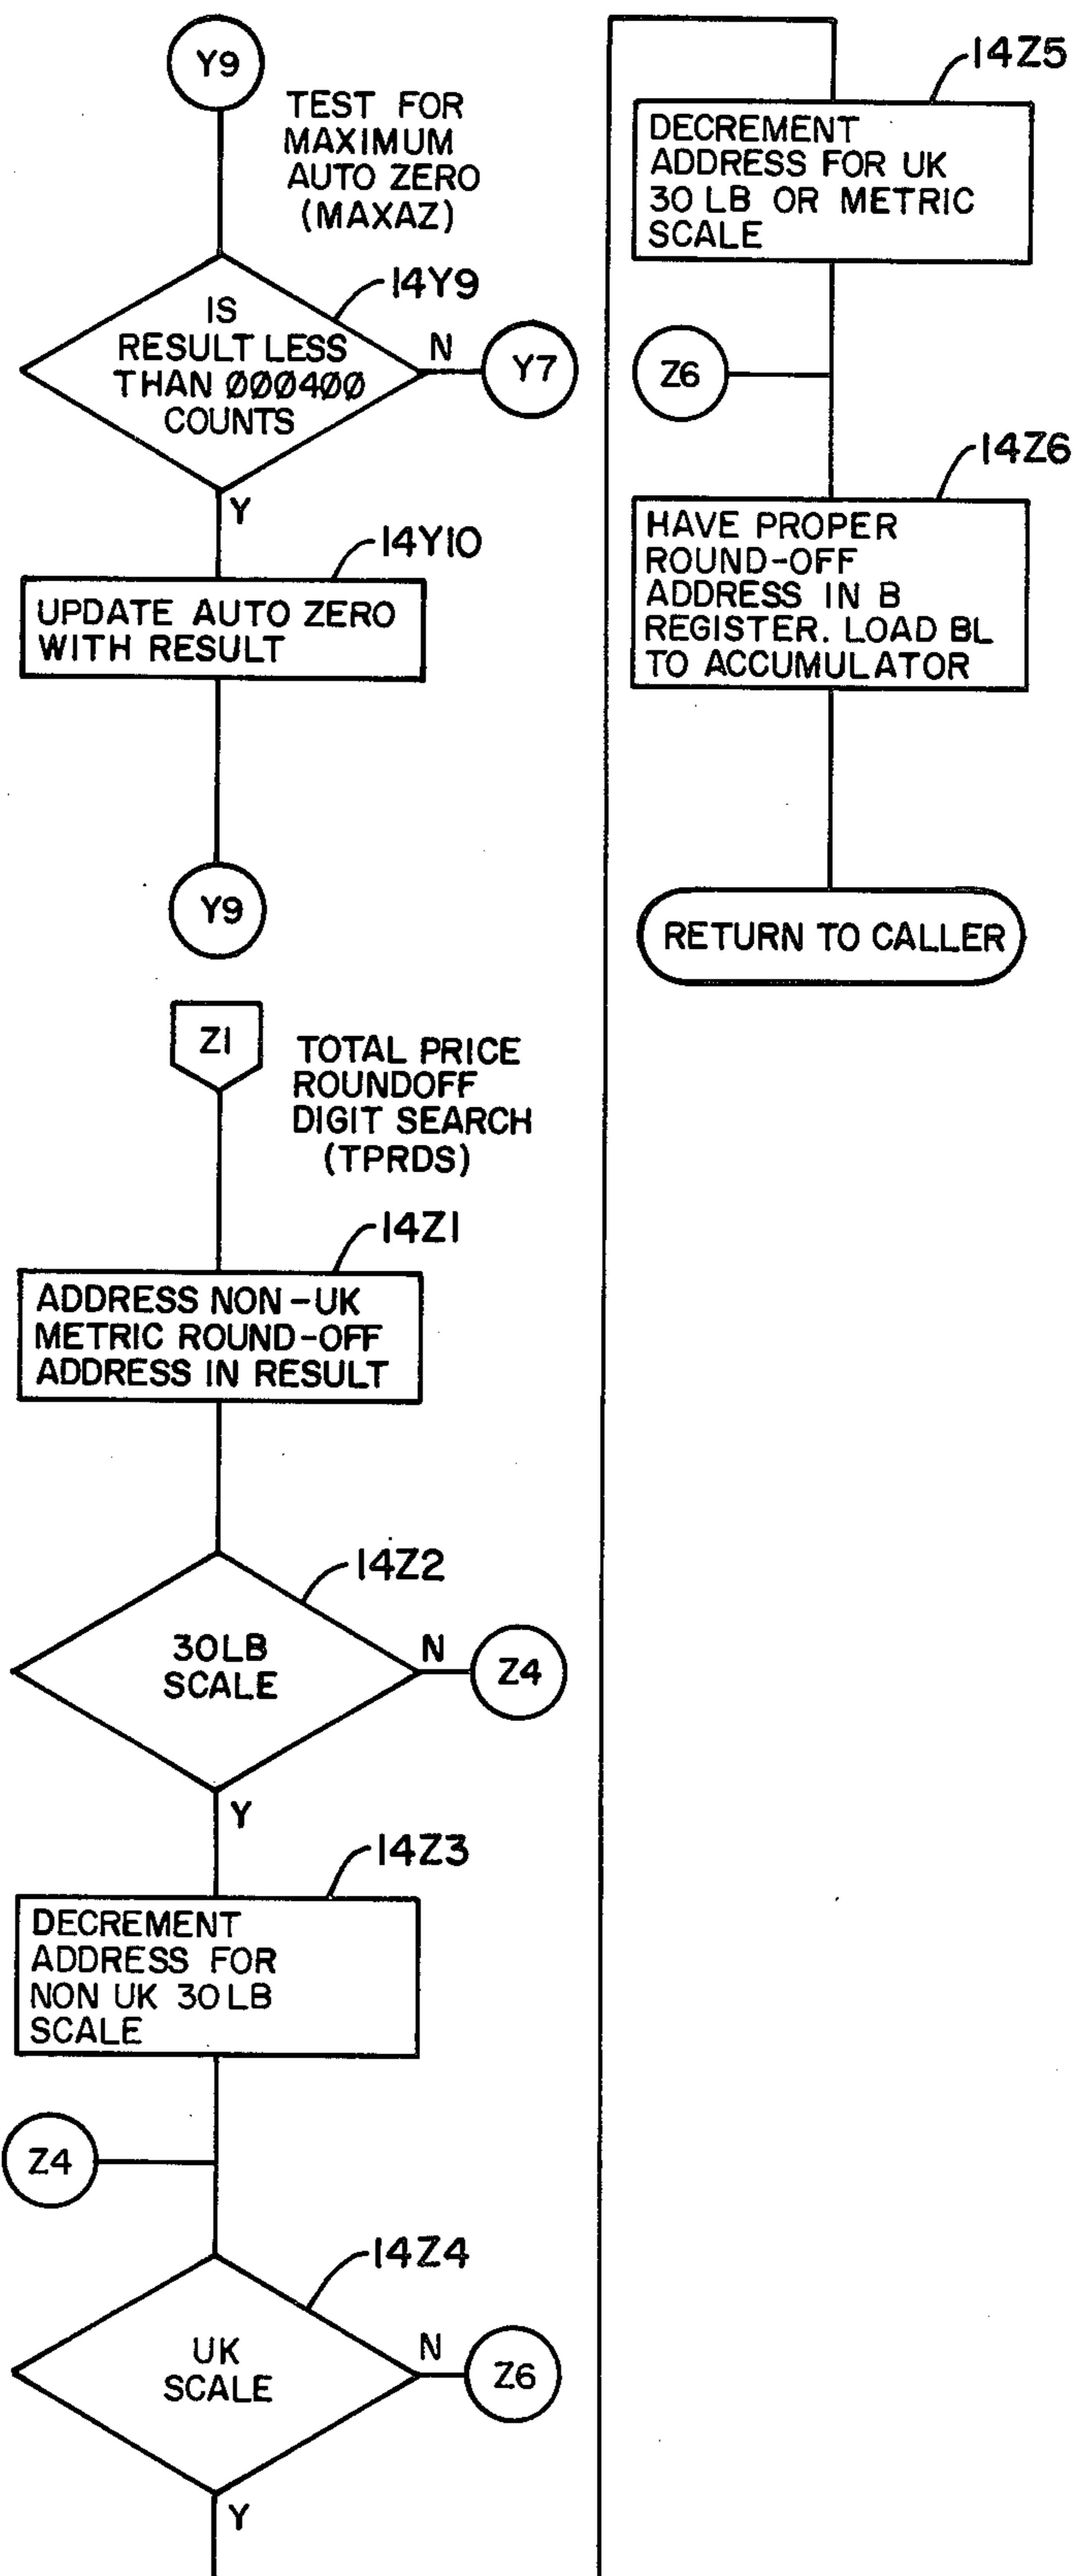 Y9
TEST FOR
MAXIMUM
AUTO ZERO
(MAXAZ)
14Y9
IS
RESULT LESS
THAN ØØØ4ØØ
COUNTS
N
Y7
Y
14Y10
UPDATE AUTO ZERO
WITH RESULT
Y9
Z1
TOTAL PRICE
ROUNDOFF
DIGIT SEARCH
(TPRDS)
14Z1
ADDRESS NON-UK
METRIC ROUND-OFF
ADDRESS IN RESULT
14Z2
30LB
SCALE
N
Z4
Y
14Z3
DECREMENT
ADDRESS FOR
NON UK 30LB
SCALE
Z4
14Z4
UK
SCALE
N
Z6
Y
14Z5
DECREMENT
ADDRESS FOR UK
30 LB OR METRIC
SCALE
Z6
14Z6
HAVE PROPER
ROUND-OFF
ADDRESS IN B
REGISTER. LOAD BL
TO ACCUMULATOR
RETURN TO CALLER